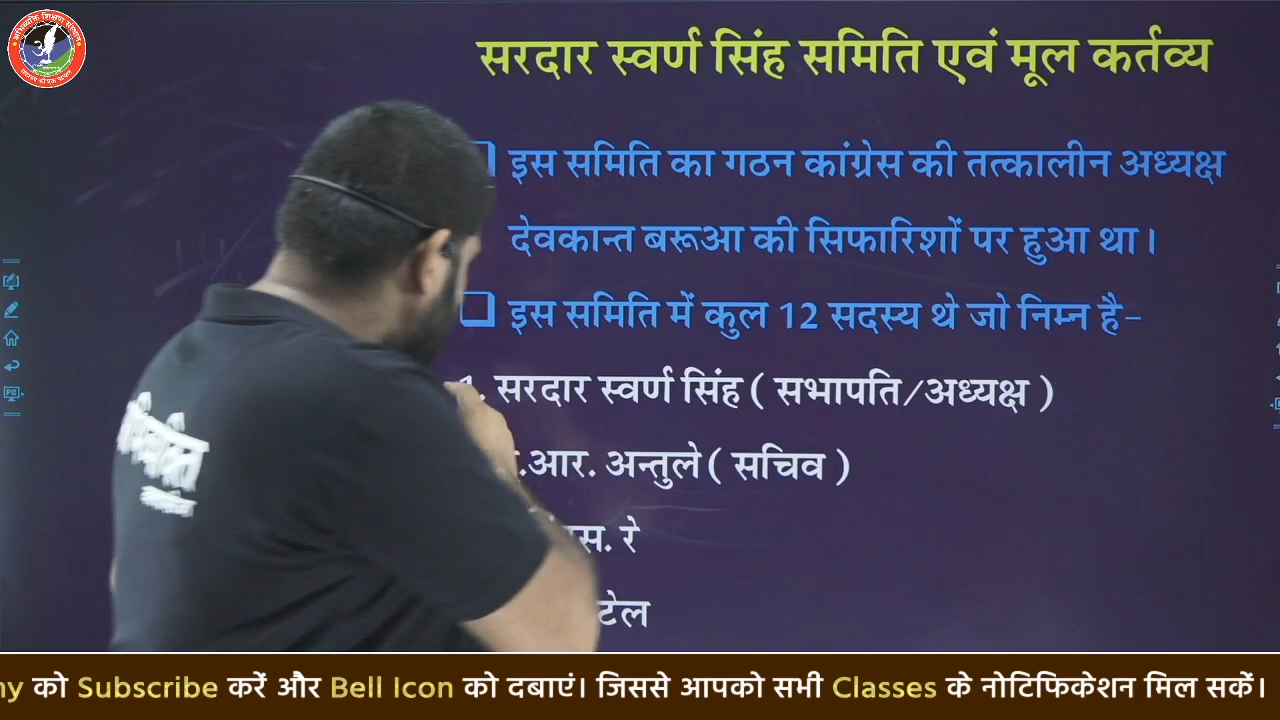 सरदार स्वर्ण सिंह समिति एवं मूल कर्तव्य
इस समिति का गठन कांग्रेस की तत्कालीन अध्यक्ष
देवकान्त बरूआ की सिफारिशों पर हुआ था।
इस समिति में कुल 12 सदस्य थे जो निम्न है-
सरदार स्वर्ण सिंह ( सभापति/अध्यक्ष )
.आर. अन्तुले ( सचिव )
रे
को Subscribe करें और Bell Icon को दबाएं। जिससे आपको सभी Classes के नोटिफिकेशन मिल सकें।